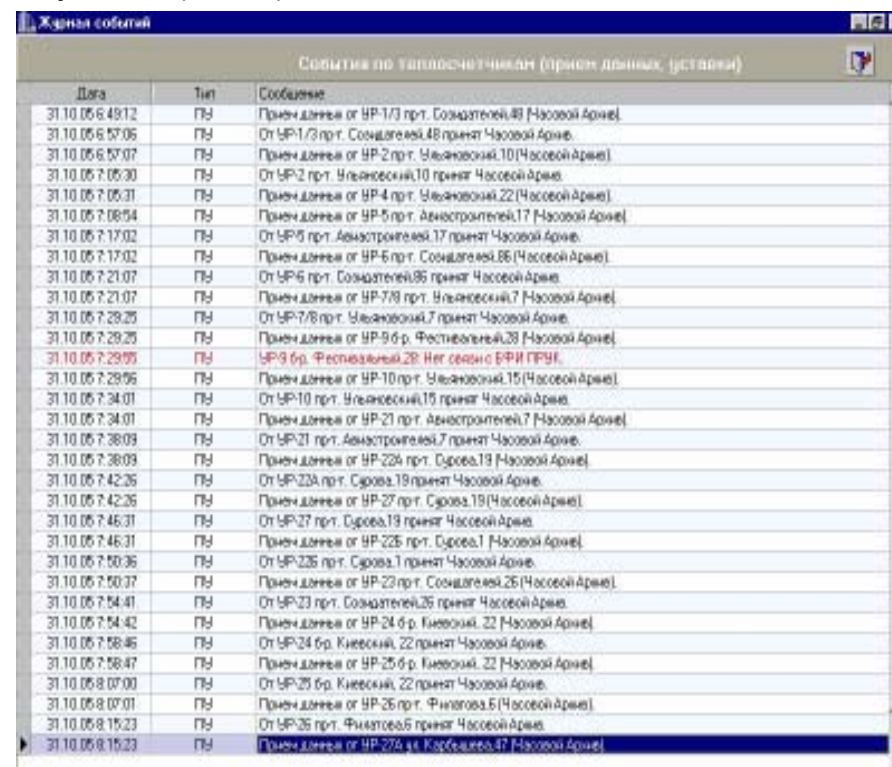 Журнал событий
События по теплосчетчикам (прием данных, уставки)
Дата Тип Сообщение
31.10.05 6:49:12 ПУ Прием данных от УР-1/3 пр-т. Созидателей,48 (Часовой Архив).
31.10.05 6:57:06 ПУ От УР-1/3 пр-т. Созидателей,48 принят Часовой Архив.
31.10.05 6:57:07 ПУ Прием данных от УР-2 пр-т. Ульяновский,10 (Часовой Архив).
31.10.05 7:05:30 ПУ От УР-2 пр-т. Ульяновский,10 принят Часовой Архив.
31.10.05 7:05:31 ПУ Прием данных от УР-4 пр-т. Ульяновский,22 (Часовой Архив).
31.10.05 7:08:54 ПУ Прием данных от УР-5 пр-т. Авиастроителей,17 (Часовой Архив).
31.10.05 7:17:02 ПУ От УР-5 пр-т. Авиастроителей,17 принят Часовой Архив.
31.10.05 7:17:02 ПУ Прием данных от УР-6 пр-т. Созидателей,86 (Часовой Архив).
31.10.05 7:21:07 ПУ От УР-6 пр-т. Созидателей,86 принят Часовой Архив.
31.10.05 7:21:07 ПУ Прием данных от УР-7/8 пр-т. Ульяновский,7 (Часовой Архив).
31.10.05 7:29:25 ПУ От УР-7/8 пр-т. Ульяновский,7 принят Часовой Архив.
31.10.05 7:29:25 ПУ Прием данных от УР-9 б-р. Фестивальный,28 (Часовой Архив).
31.10.05 7:29:55 ПУ УР-9 б-р. Фестивальный,28: Нет связи с БФИ ПРУК.
31.10.05 7:29:56 ПУ Прием данных от УР-10 пр-т. Ульяновский,15 (Часовой Архив).
31.10.05 7:34:01 ПУ От УР-10 пр-т. Ульяновский,15 принят Часовой Архив.
31.10.05 7:34:01 ПУ Прием данных от УР-21 пр-т. Авиастроителей,7 (Часовой Архив).
31.10.05 7:38:09 ПУ От УР-21 пр-т. Авиастроителей,7 принят Часовой Архив.
31.10.05 7:38:09 ПУ Прием данных от УР-22А пр-т. Сурова,19 (Часовой Архив).
31.10.05 7:42:26 ПУ От УР-22А пр-т. Сурова,19 принят Часовой Архив.
31.10.05 7:42:26 ПУ Прием данных от УР-27 пр-т. Сурова,19 (Часовой Архив).
31.10.05 7:46:31 ПУ От УР-27 пр-т. Сурова,19 принят Часовой Архив.
31.10.05 7:46:31 ПУ Прием данных от УР-22Б пр-т. Сурова,1 (Часовой Архив).
31.10.05 7:50:36 ПУ От УР-22Б пр-т. Сурова,1 принят Часовой Архив.
31.10.05 7:50:37 ПУ Прием данных от УР-23 пр-т. Созидателей,26 (Часовой Архив).
31.10.05 7:54:41 ПУ От УР-23 пр-т. Созидателей,26 принят Часовой Архив.
31.10.05 7:54:42 ПУ Прием данных от УР-24 б-р. Киевский, 22 (Часовой Архив).
31.10.05 7:58:46 ПУ От УР-24 б-р. Киевский, 22 принят Часовой Архив.
31.10.05 7:58:47 ПУ Прием данных от УР-25 б-р. Киевский, 22 (Часовой Архив).
31.10.05 8:07:00 ПУ От УР-25 б-р. Киевский, 22 принят Часовой Архив.
31.10.05 8:07:01 ПУ Прием данных от УР-26 пр-т. Филатова,6 (Часовой Архив).
31.10.05 8:15:23 ПУ От УР-26 пр-т. Филатова,6 принят Часовой Архив.
31.10.05 8:15:23 ПУ Прием данных от УР-27А ул. Карбышева,47 (Часовой Архив).